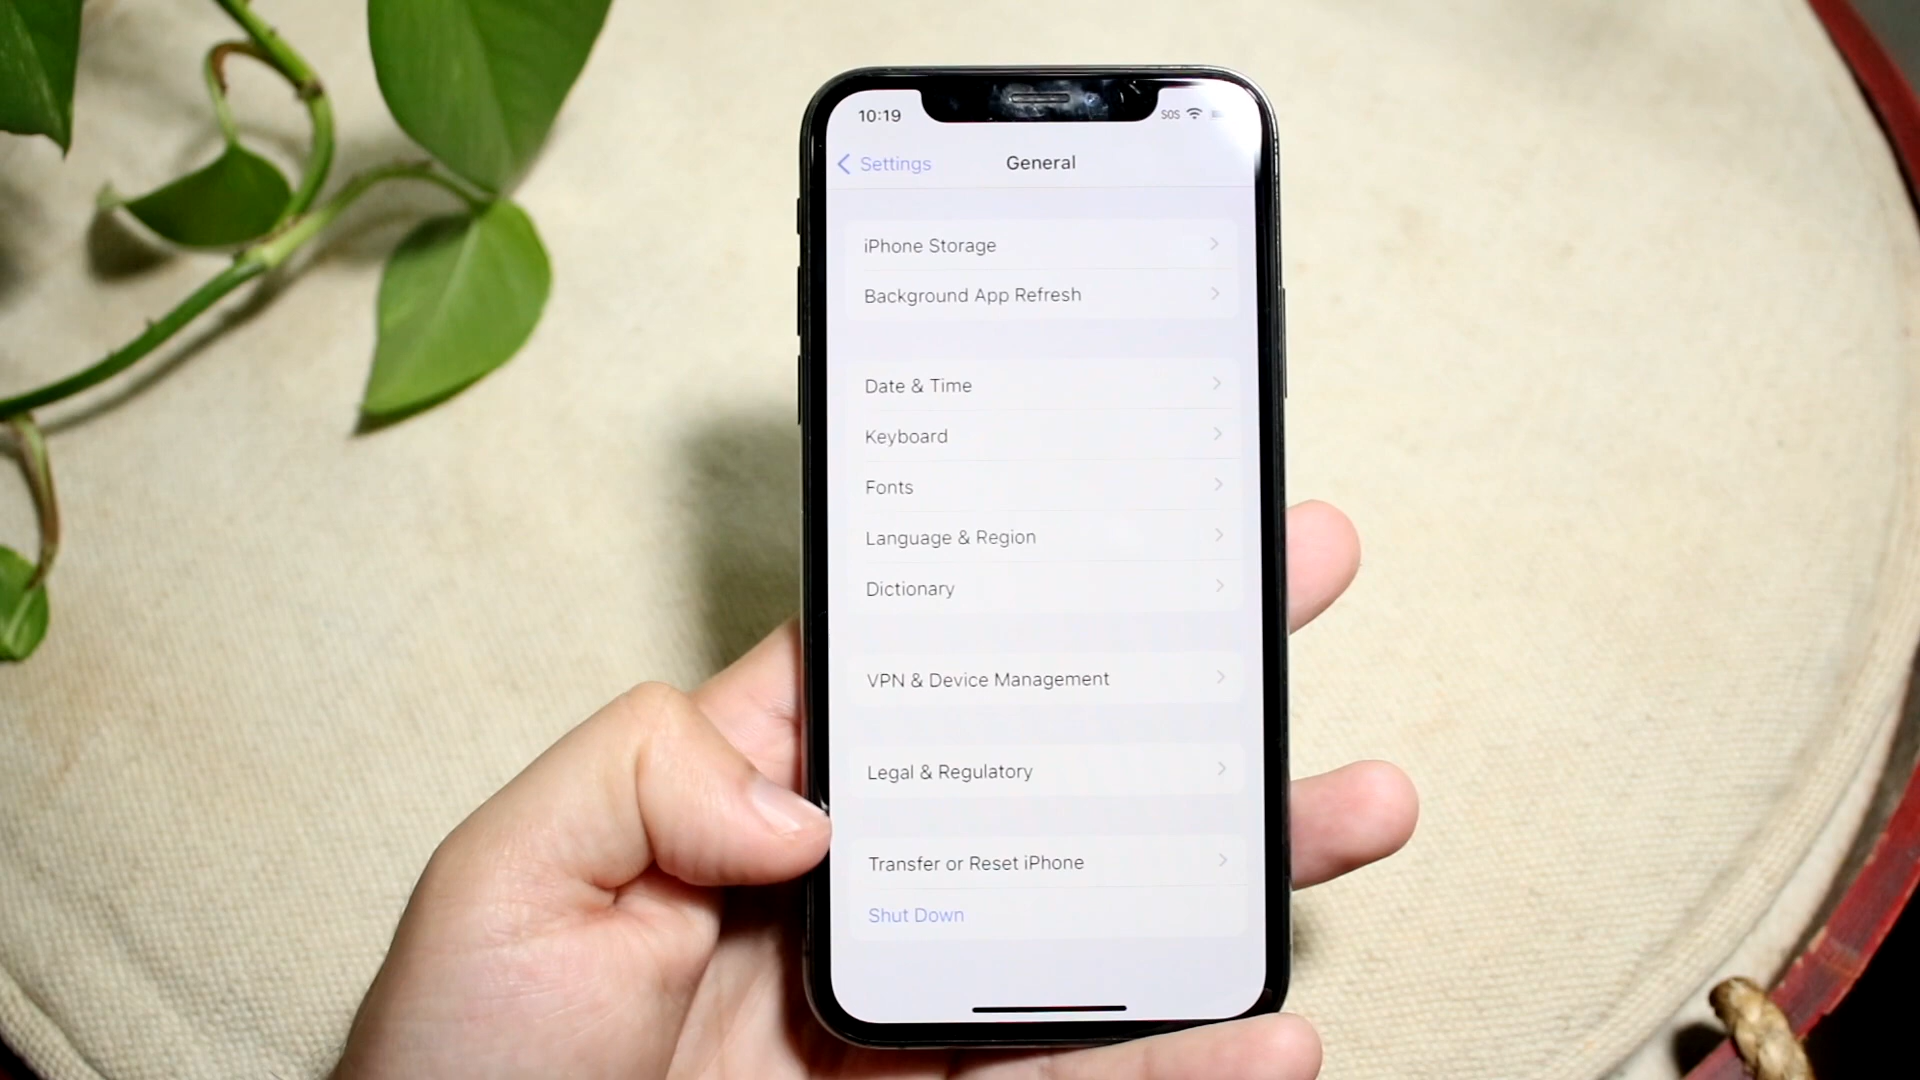 10:19
SOS
Settings
General
iPhone Storage
Background App Refresh
Date & Time
Keyboard
Fonts
Language & Region
Dictionary
VPN & Device Management
Legal & Regulatory
Transfer or Reset iPhone
Shut Down